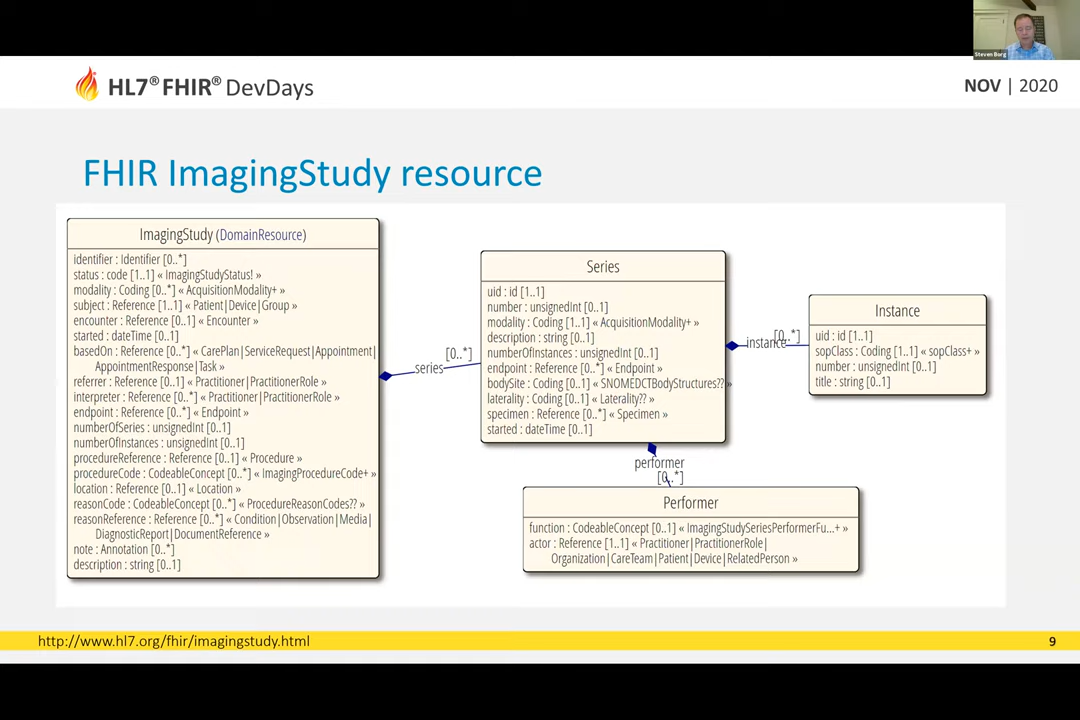 Steven Borg
HL7® FHIR® DevDays
NOV | 2020
FHIR ImagingStudy resource
ImagingStudy (DomainResource)
identifier : Identifier [0..*]
status : code [1..1] « ImagingStudyStatus! »
modality : Coding [0..*] « AcquisitionModality+ »
subject : Reference [1..1] « Patient|Device|Group »
encounter : Reference [0..1] « Encounter »
started : dateTime [0..1]
basedOn : Reference [0..*] « CarePlan|ServiceRequest|Appointment|
AppointmentResponse|Task »
referrer : Reference [0..1] « Practitioner|PractitionerRole »
interpreter : Reference [0..*] « Practitioner|PractitionerRole »
endpoint : Reference [0..*] « Endpoint »
numberOfSeries : unsignedInt [0..1]
numberOfInstances : unsignedInt [0..1]
procedureReference : Reference [0..1] « Procedure »
procedureCode : CodeableConcept [0..*] « ImagingProcedureCode+ »
location : Reference [0..1] « Location »
reasonCode : CodeableConcept [0..*] « ProcedureReasonCodes?? »
reasonReference : Reference [0..*] « Condition|Observation|Media|
DiagnosticReport|DocumentReference »
note : Annotation [0..*]
description : string [0..1]
[0..*]
series
Series
uid : id [1..1]
number : unsignedInt [0..1]
modality : Coding [1..1] « AcquisitionModality+ »
description : string [0..1]
numberOfInstances : unsignedInt [0..1]
endpoint : Reference [0..*] « Endpoint »
bodySite : Coding [0..1] « SNOMEDCTBodyStructures?? »
laterality : Coding [0..1] « Laterality?? »
specimen : Reference [0..*] « Specimen »
started : dateTime [0..1]
[0..*]
instance
Instance
uid : id [1..1]
sopClass : Coding [1..1] « sopClass+ »
number : unsignedInt [0..1]
title : string [0..1]
performer
[0..*]
Performer
function : CodeableConcept [0..1] « ImagingStudySeriesPerformerFu...+ »
actor : Reference [1..1] « Practitioner|PractitionerRole|
Organization|CareTeam|Patient|Device|RelatedPerson »
http://www.hl7.org/fhir/imagingstudy.html
9